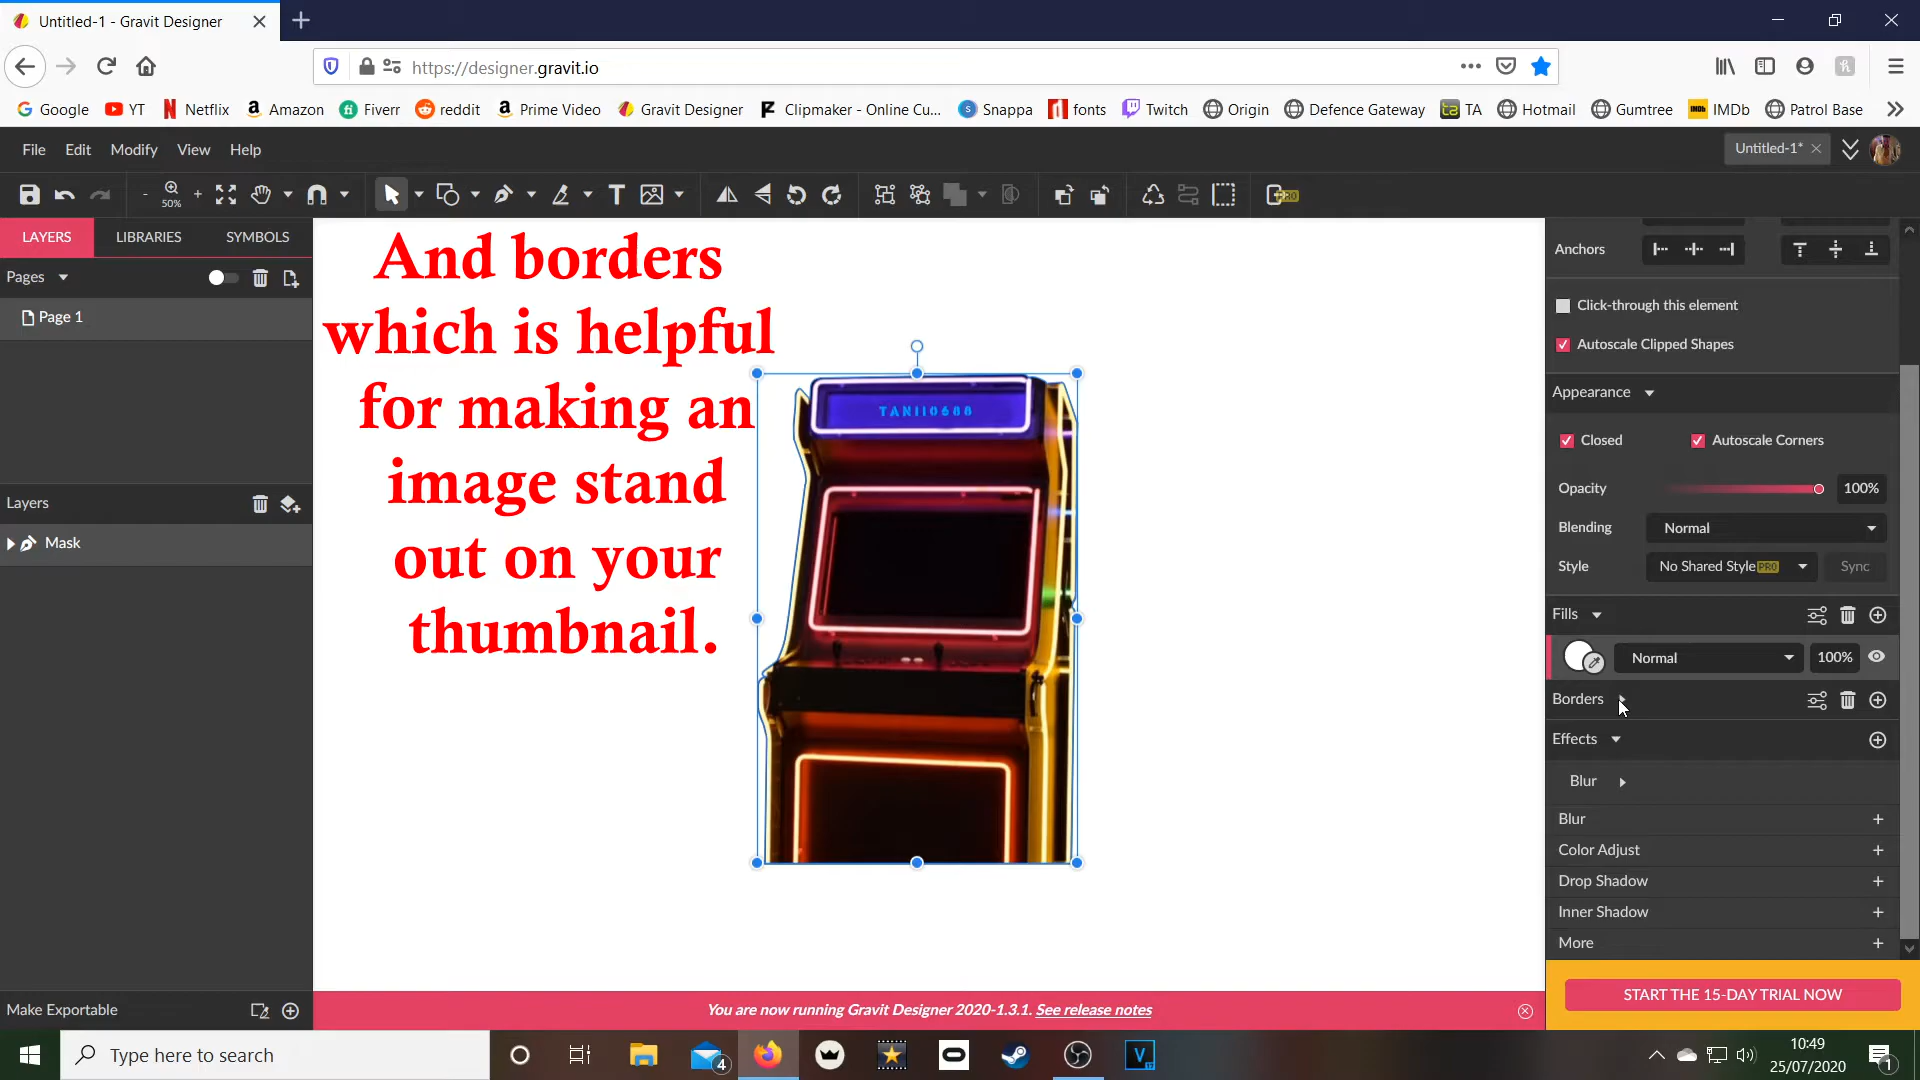 Untitled-1 - Gravit Designer
https://designer.gravit.io
Google YT Netflix Amazon Fiverr reddit Prime Video Gravit Designer Clipmaker - Online Cu... Snappa fonts Twitch Origin Defence Gateway TA Hotmail Gumtree IMDb Patrol Base
File Edit Modify View Help
Untitled-1*
50%
PRO
LAYERS LIBRARIES SYMBOLS
Pages
Page 1
Layers
Mask
Make Exportable
And borders
which is helpful
for making an
image stand
out on your
thumbnail.
TANII0688
Anchors
Click-through this element
Autoscale Clipped Shapes
Appearance
Closed Autoscale Corners
Opacity 100%
Blending Normal
Style No Shared Style PRO Sync
Fills
Normal 100%
Borders
Effects
Blur
Blur
Color Adjust
Drop Shadow
Inner Shadow
More
START THE 15-DAY TRIAL NOW
You are now running Gravit Designer 2020-1.3.1. See release notes
Type here to search
4
V
10:49
25/07/2020
1